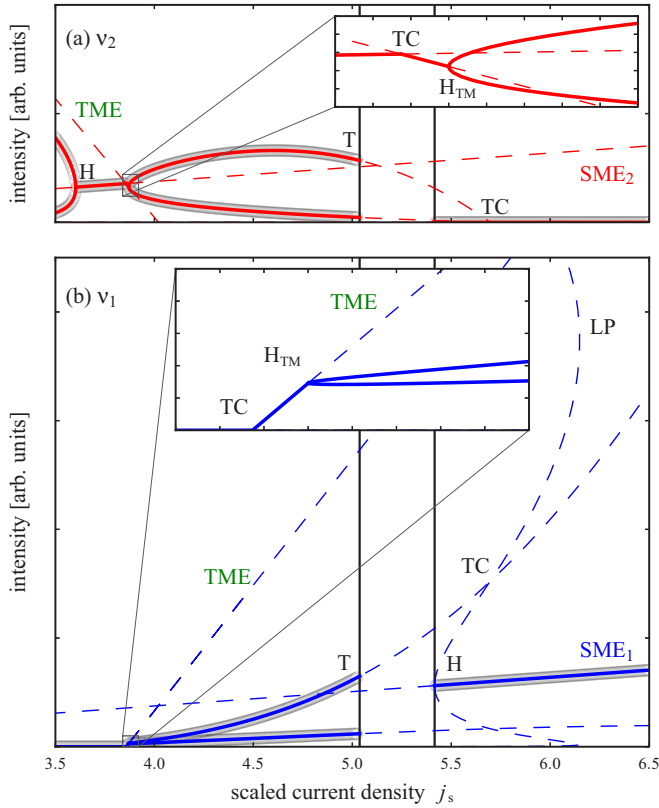 (a) ν₂
TC
H_TM
TME
H
T
SME₂
TC
intensity [arb. units]
(b) ν₁
TME
H_TM
TC
LP
TME
TC
T
H
SME₁
intensity [arb. units]
3.5 4.0 4.5 5.0 5.5 6.0 6.5
scaled current density j_s